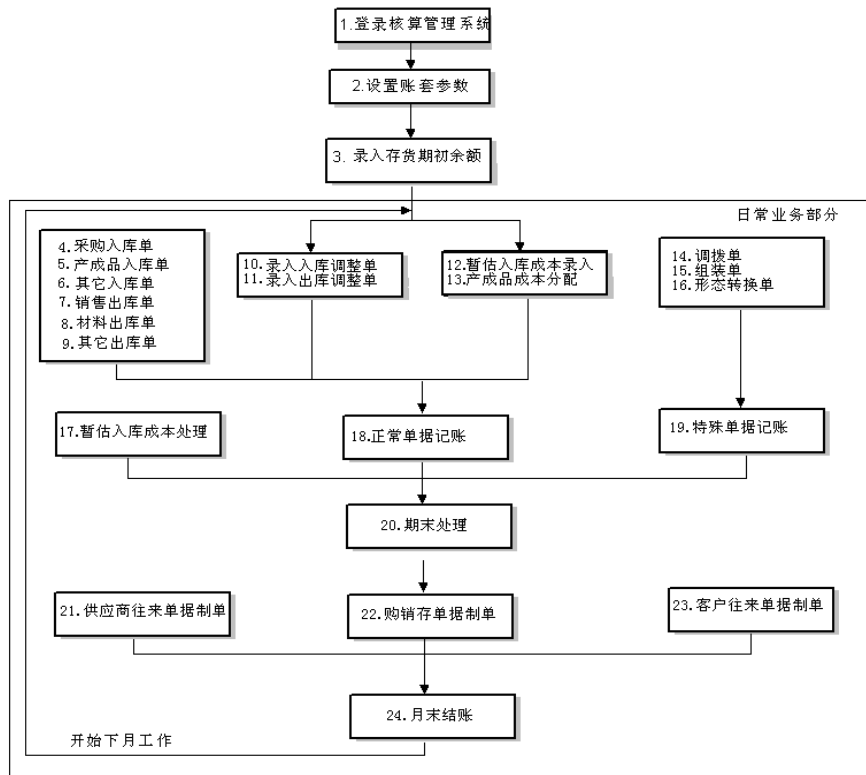 1.登录核算管理系统
2.设置账套参数
3. 录入存货期初余额
日常业务部分
4.采购入库单
5.产成品入库单
6.其它入库单
7.销售出库单
8.材料出库单
9.其它出库单
10.录入入库调整单
11.录入出库调整单
12.暂估入库成本录入
13.产成品成本分配
14.调拨单
15.组装单
16.形态转换单
17.暂估入库成本处理
18.正常单据记账
19.特殊单据记账
20.期末处理
21.供应商往来单据制单
22.购销存单据制单
23.客户往来单据制单
24.月末结账
开始下月工作